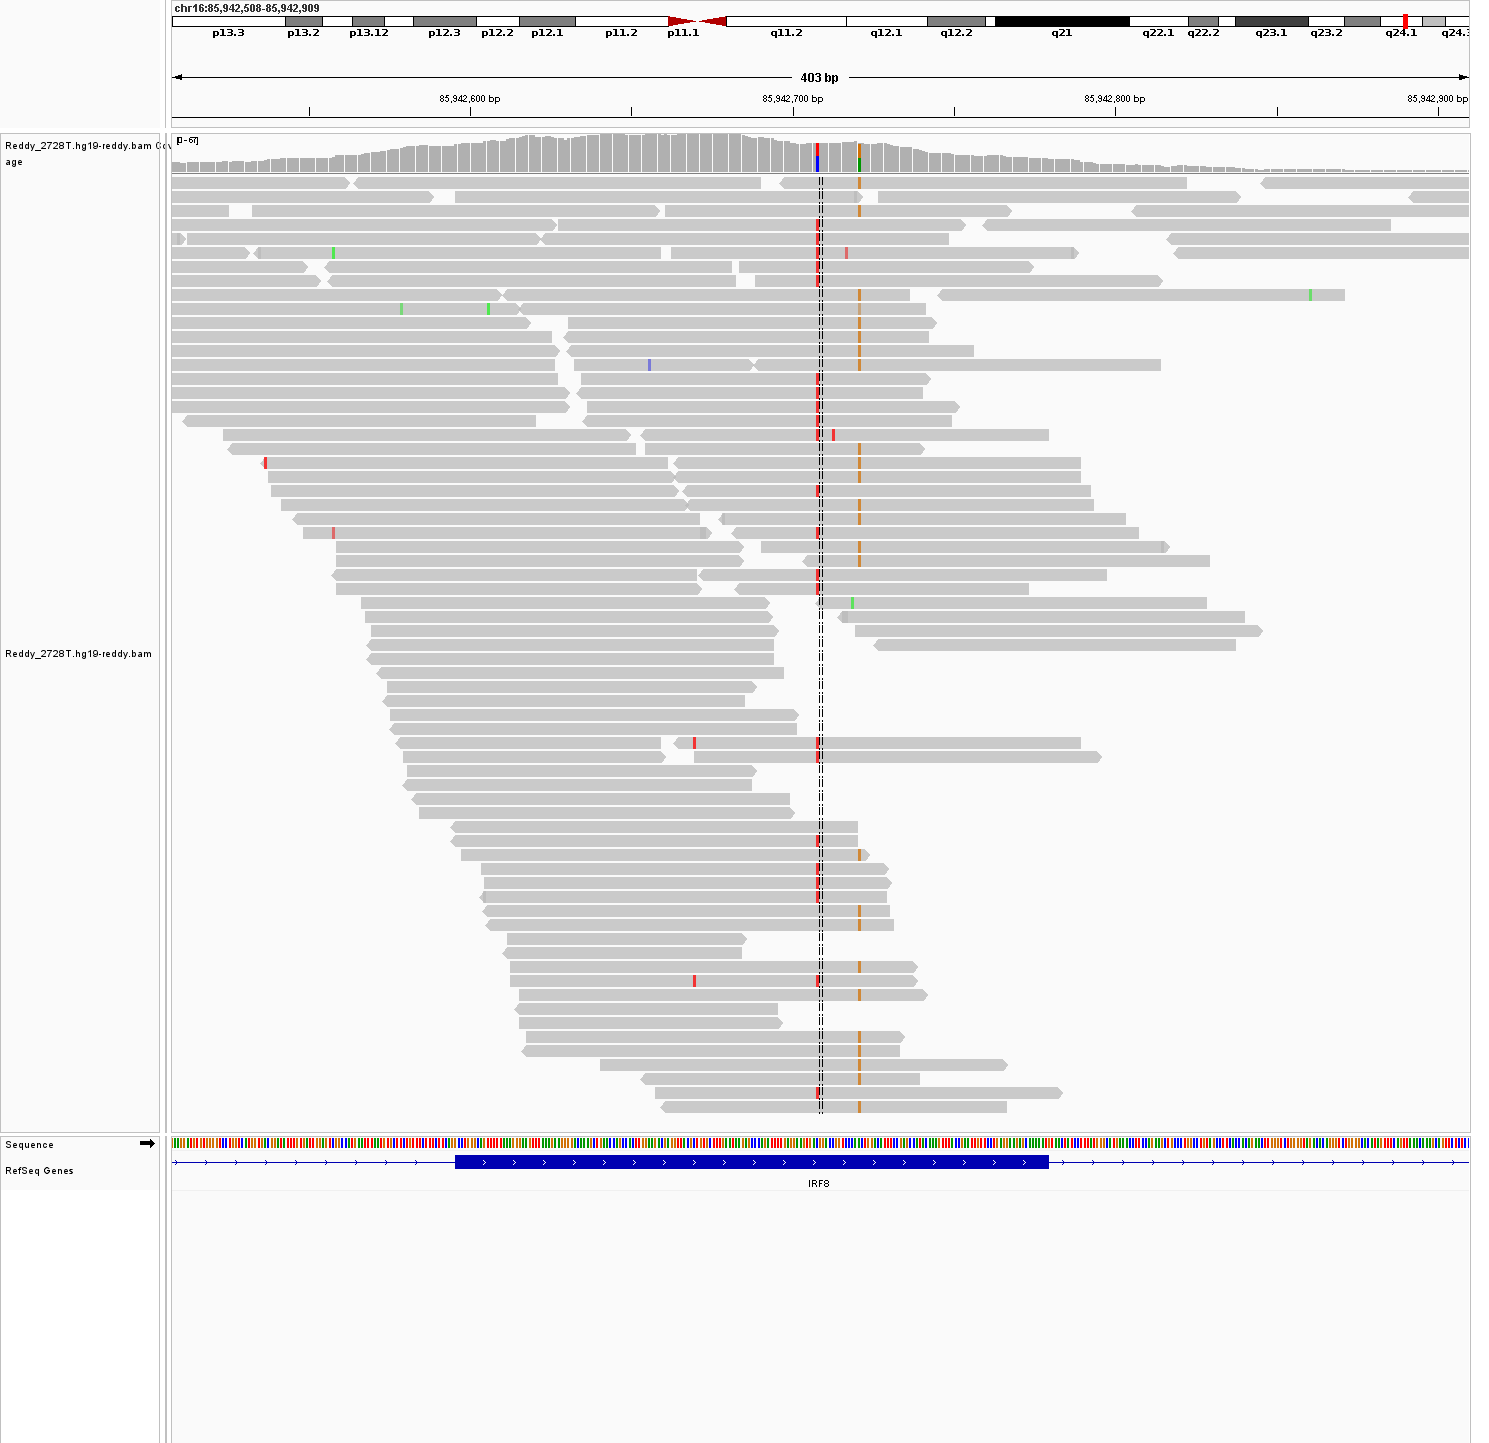 chr16:85,942,508-85,942,909
p13.3 p13.2 p13.12 p12.3 p12.2 p12.1 p11.2 p11.1 q11.2 q12.1 q12.2 q21 q22.1 q22.2 q23.1 q23.2 q24.1 q24.3
403 bp
85,942,600 bp 85,942,700 bp 85,942,800 bp 85,942,900 bp
[0 - 67]
Reddy_2728T.hg19-reddy.bam Cov
age
Reddy_2728T.hg19-reddy.bam
Sequence
RefSeq Genes
IRF8